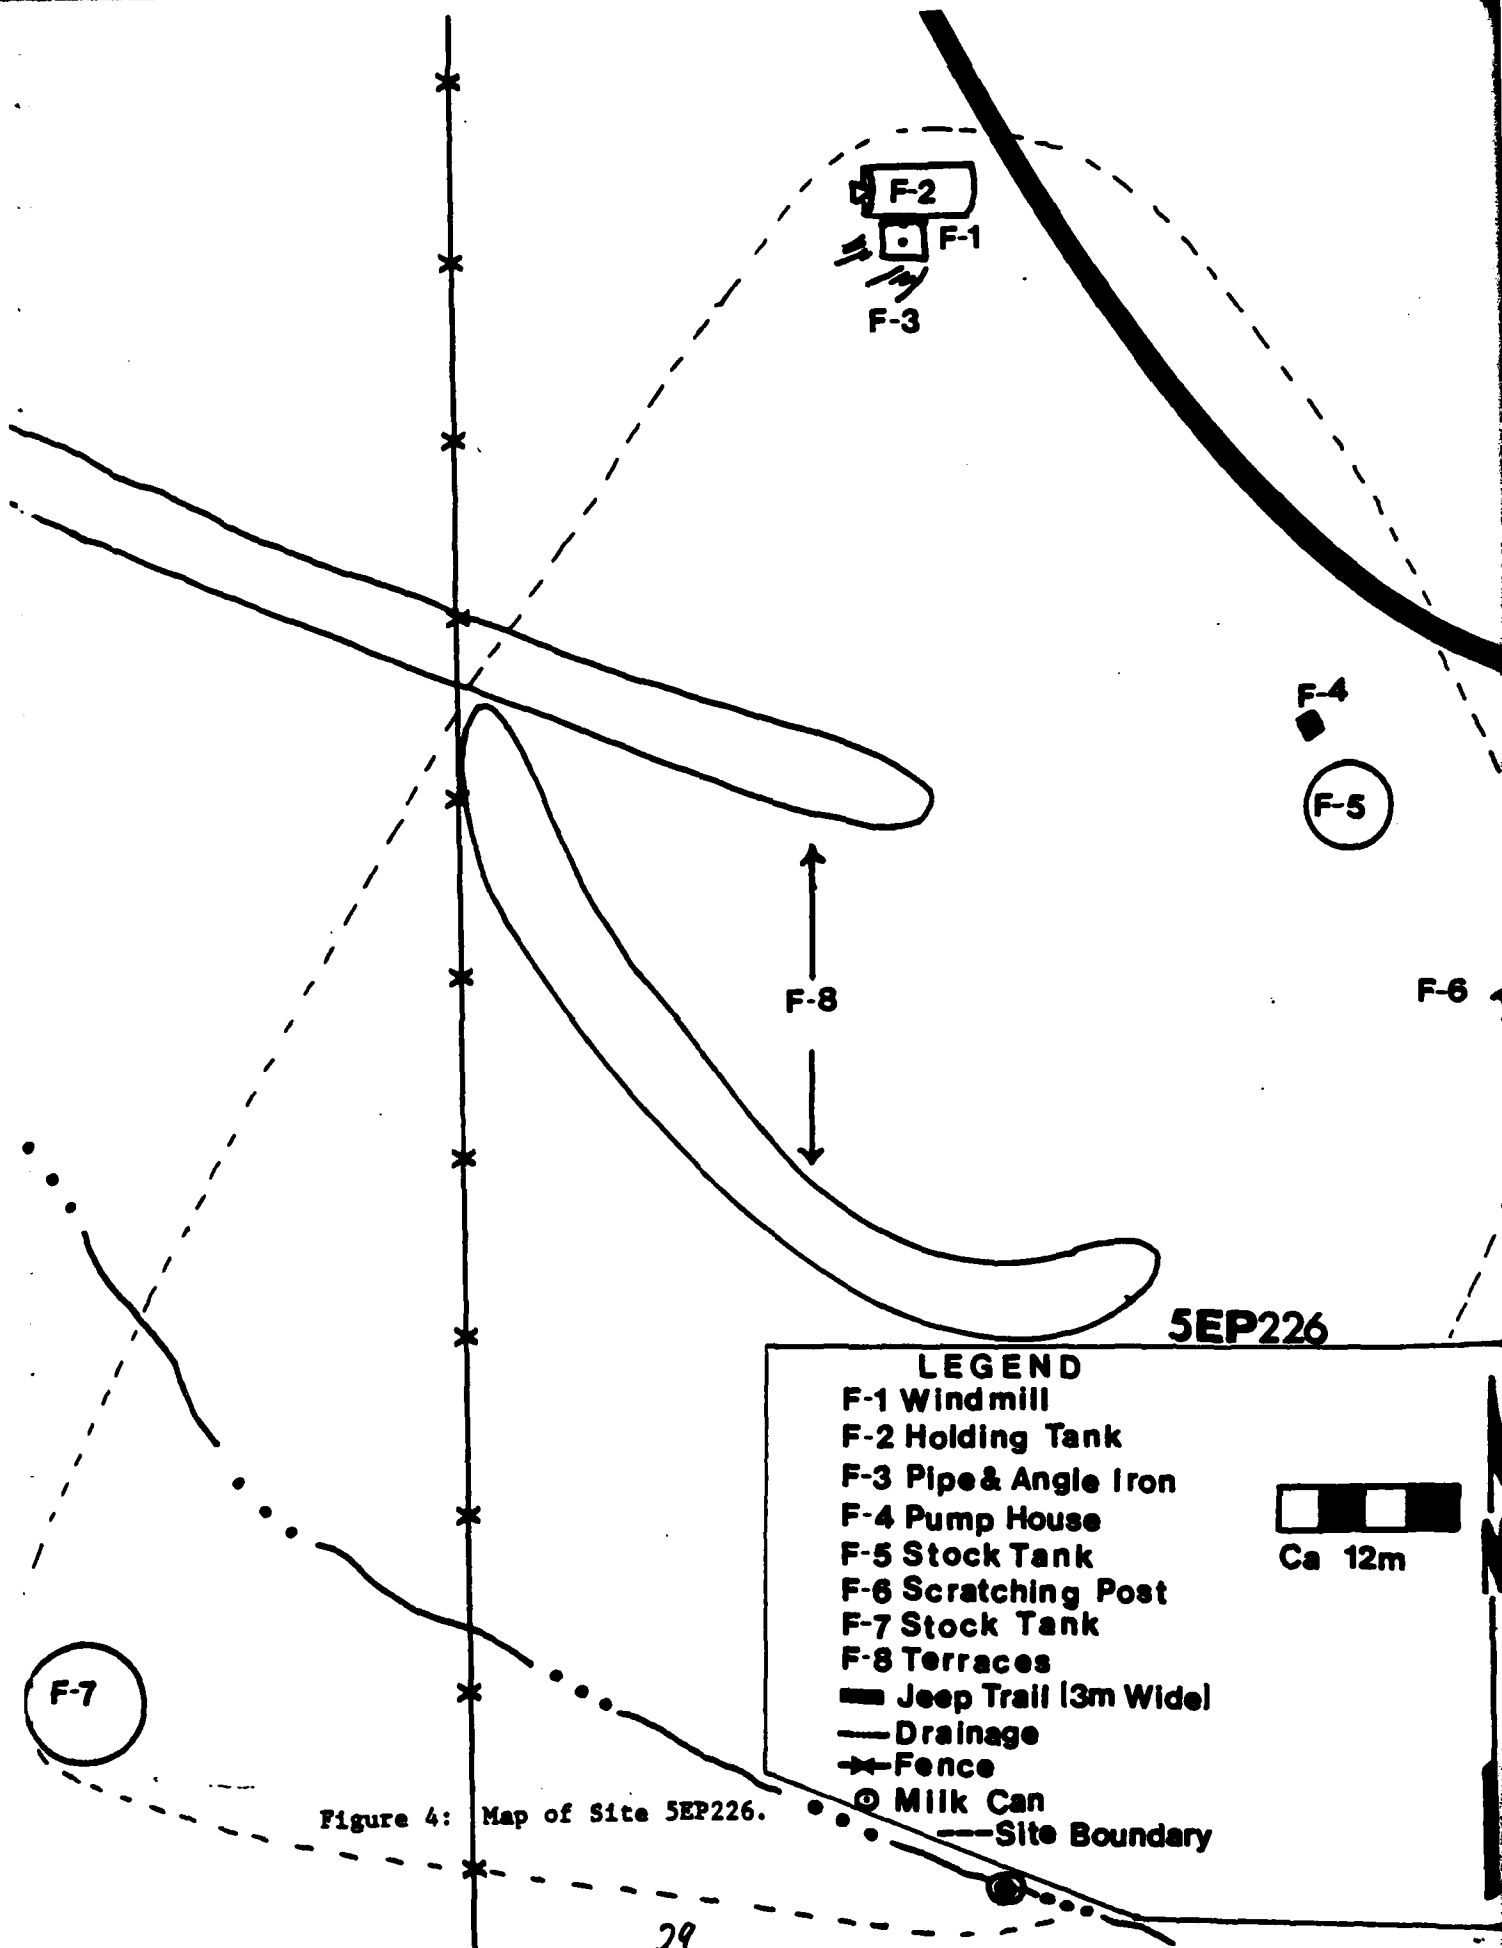 F-2
F-1
F-3
F-4
F-5
F-6
F-8
5EP226
LEGEND
F-1 Windmill
F-2 Holding Tank
F-3 Pipe & Angle Iron
F-4 Pump House
F-5 Stock Tank
F-6 Scratching Post
F-7 Stock Tank
F-8 Terraces
Jeep Trail [3m Wide]
Drainage
Fence
Milk Can
Site Boundary
Ca 12m
N
F-7
Figure 4: Map of Site 5EP226.
29